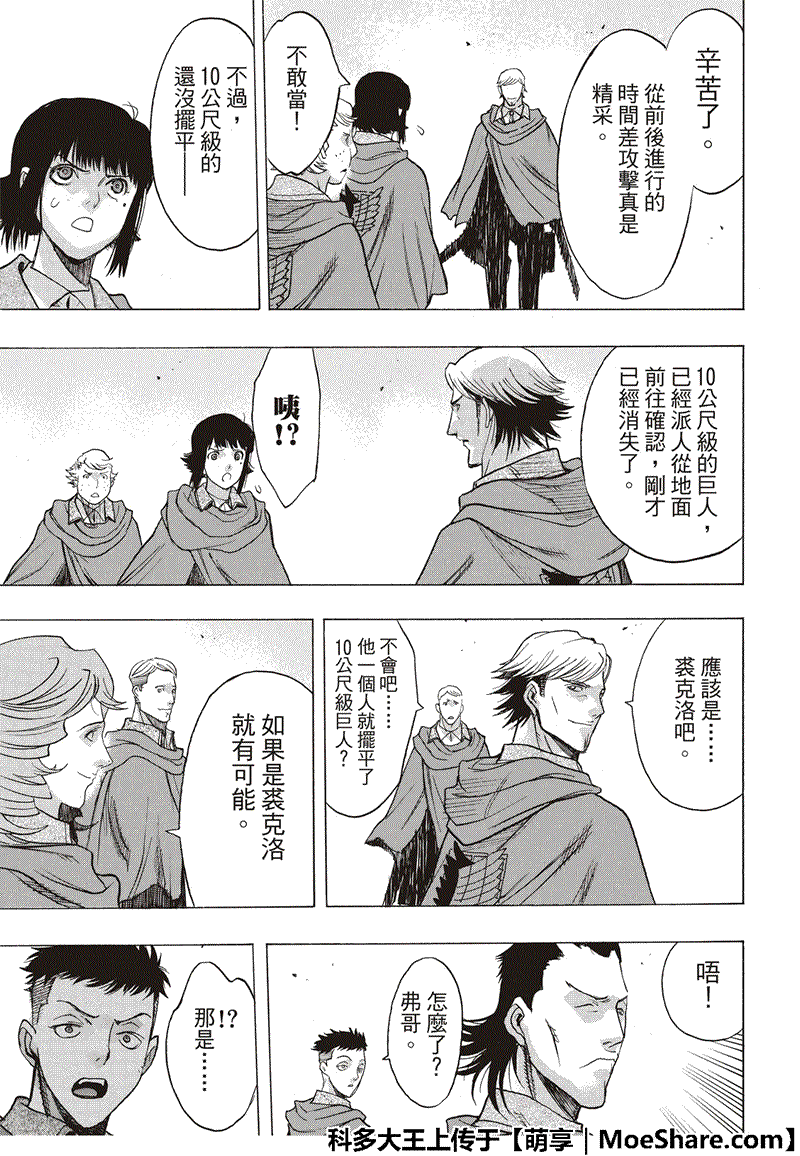 辛苦了。
從前後進行的
時間差攻擊真是
精采。
不敢當！
不過，
10公尺級的
還沒擺平——
10公尺級的巨人，
已經派人從地面
前往確認，剛才
已經消失了。
咦!?
應該是……
裘克洛吧。
不會吧……
他一個人就擺平了
10公尺級巨人？
如果是裘克洛
就有可能。
唔！
怎麼了？
弗哥。
!?
那是……
科多大王上传于【萌享｜MoeShare.com】